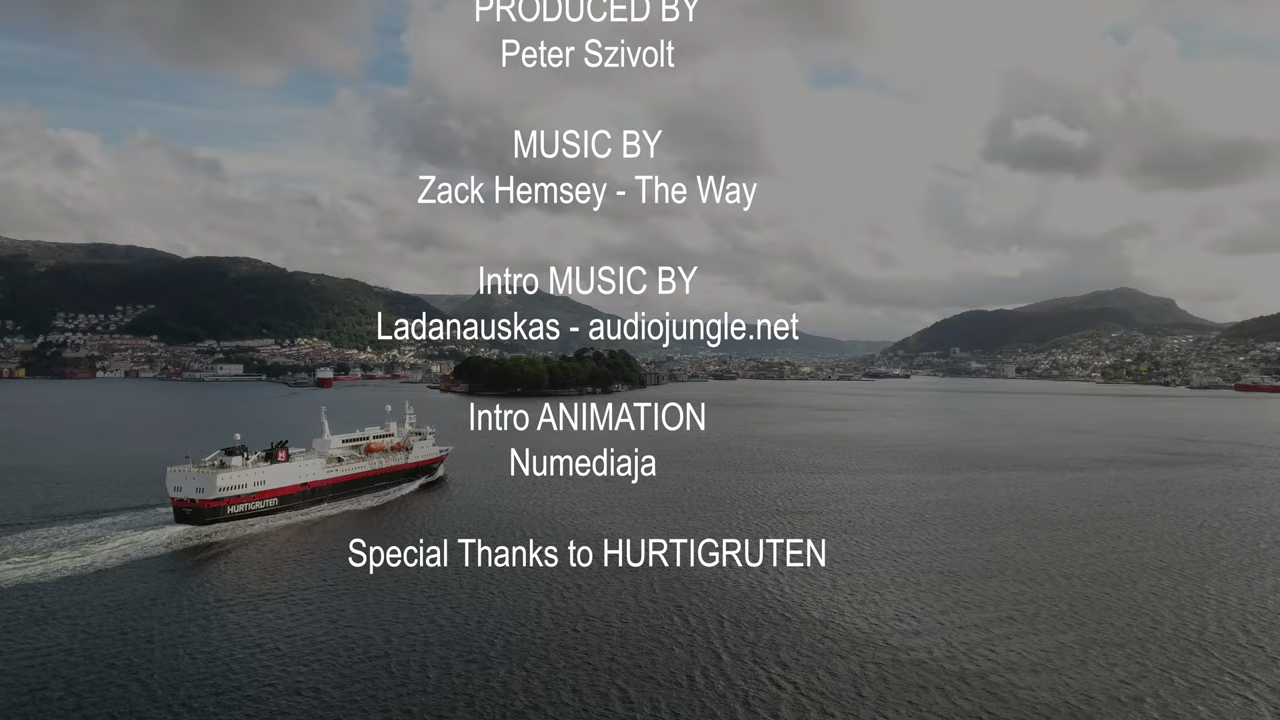 PRODUCED BY
Peter Szivolt
MUSIC BY
Zack Hemsey - The Way
Intro MUSIC BY
Ladanauskas - audiojungle.net
Intro ANIMATION
Numediaja
H
HURTIGRUTEN
Special Thanks to HURTIGRUTEN